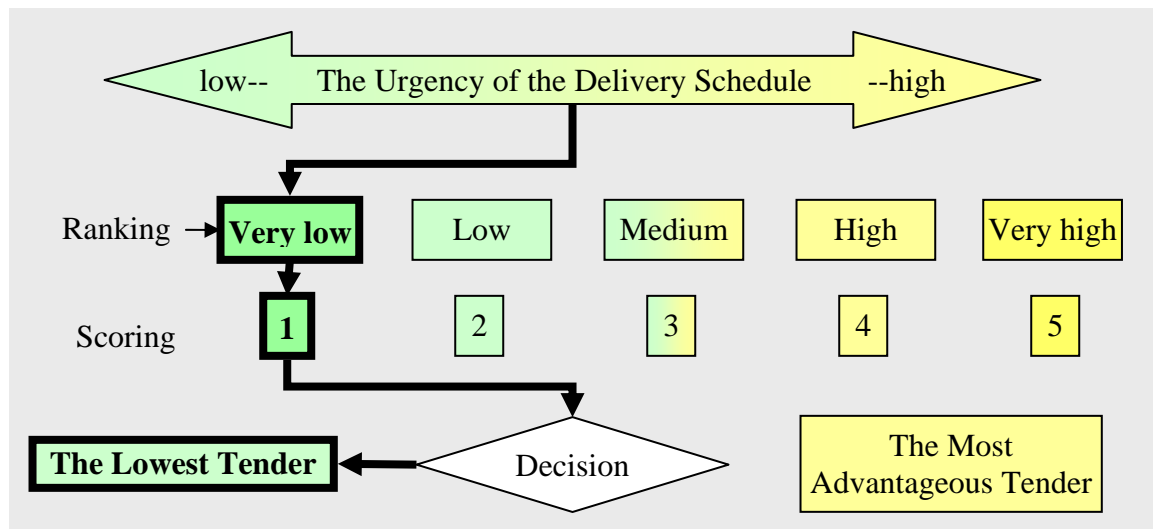 low-- The Urgency of the Delivery Schedule --high
Ranking Very low Low Medium High Very high
Scoring 1 2 3 4 5
The Lowest Tender Decision The Most
Advantageous Tender